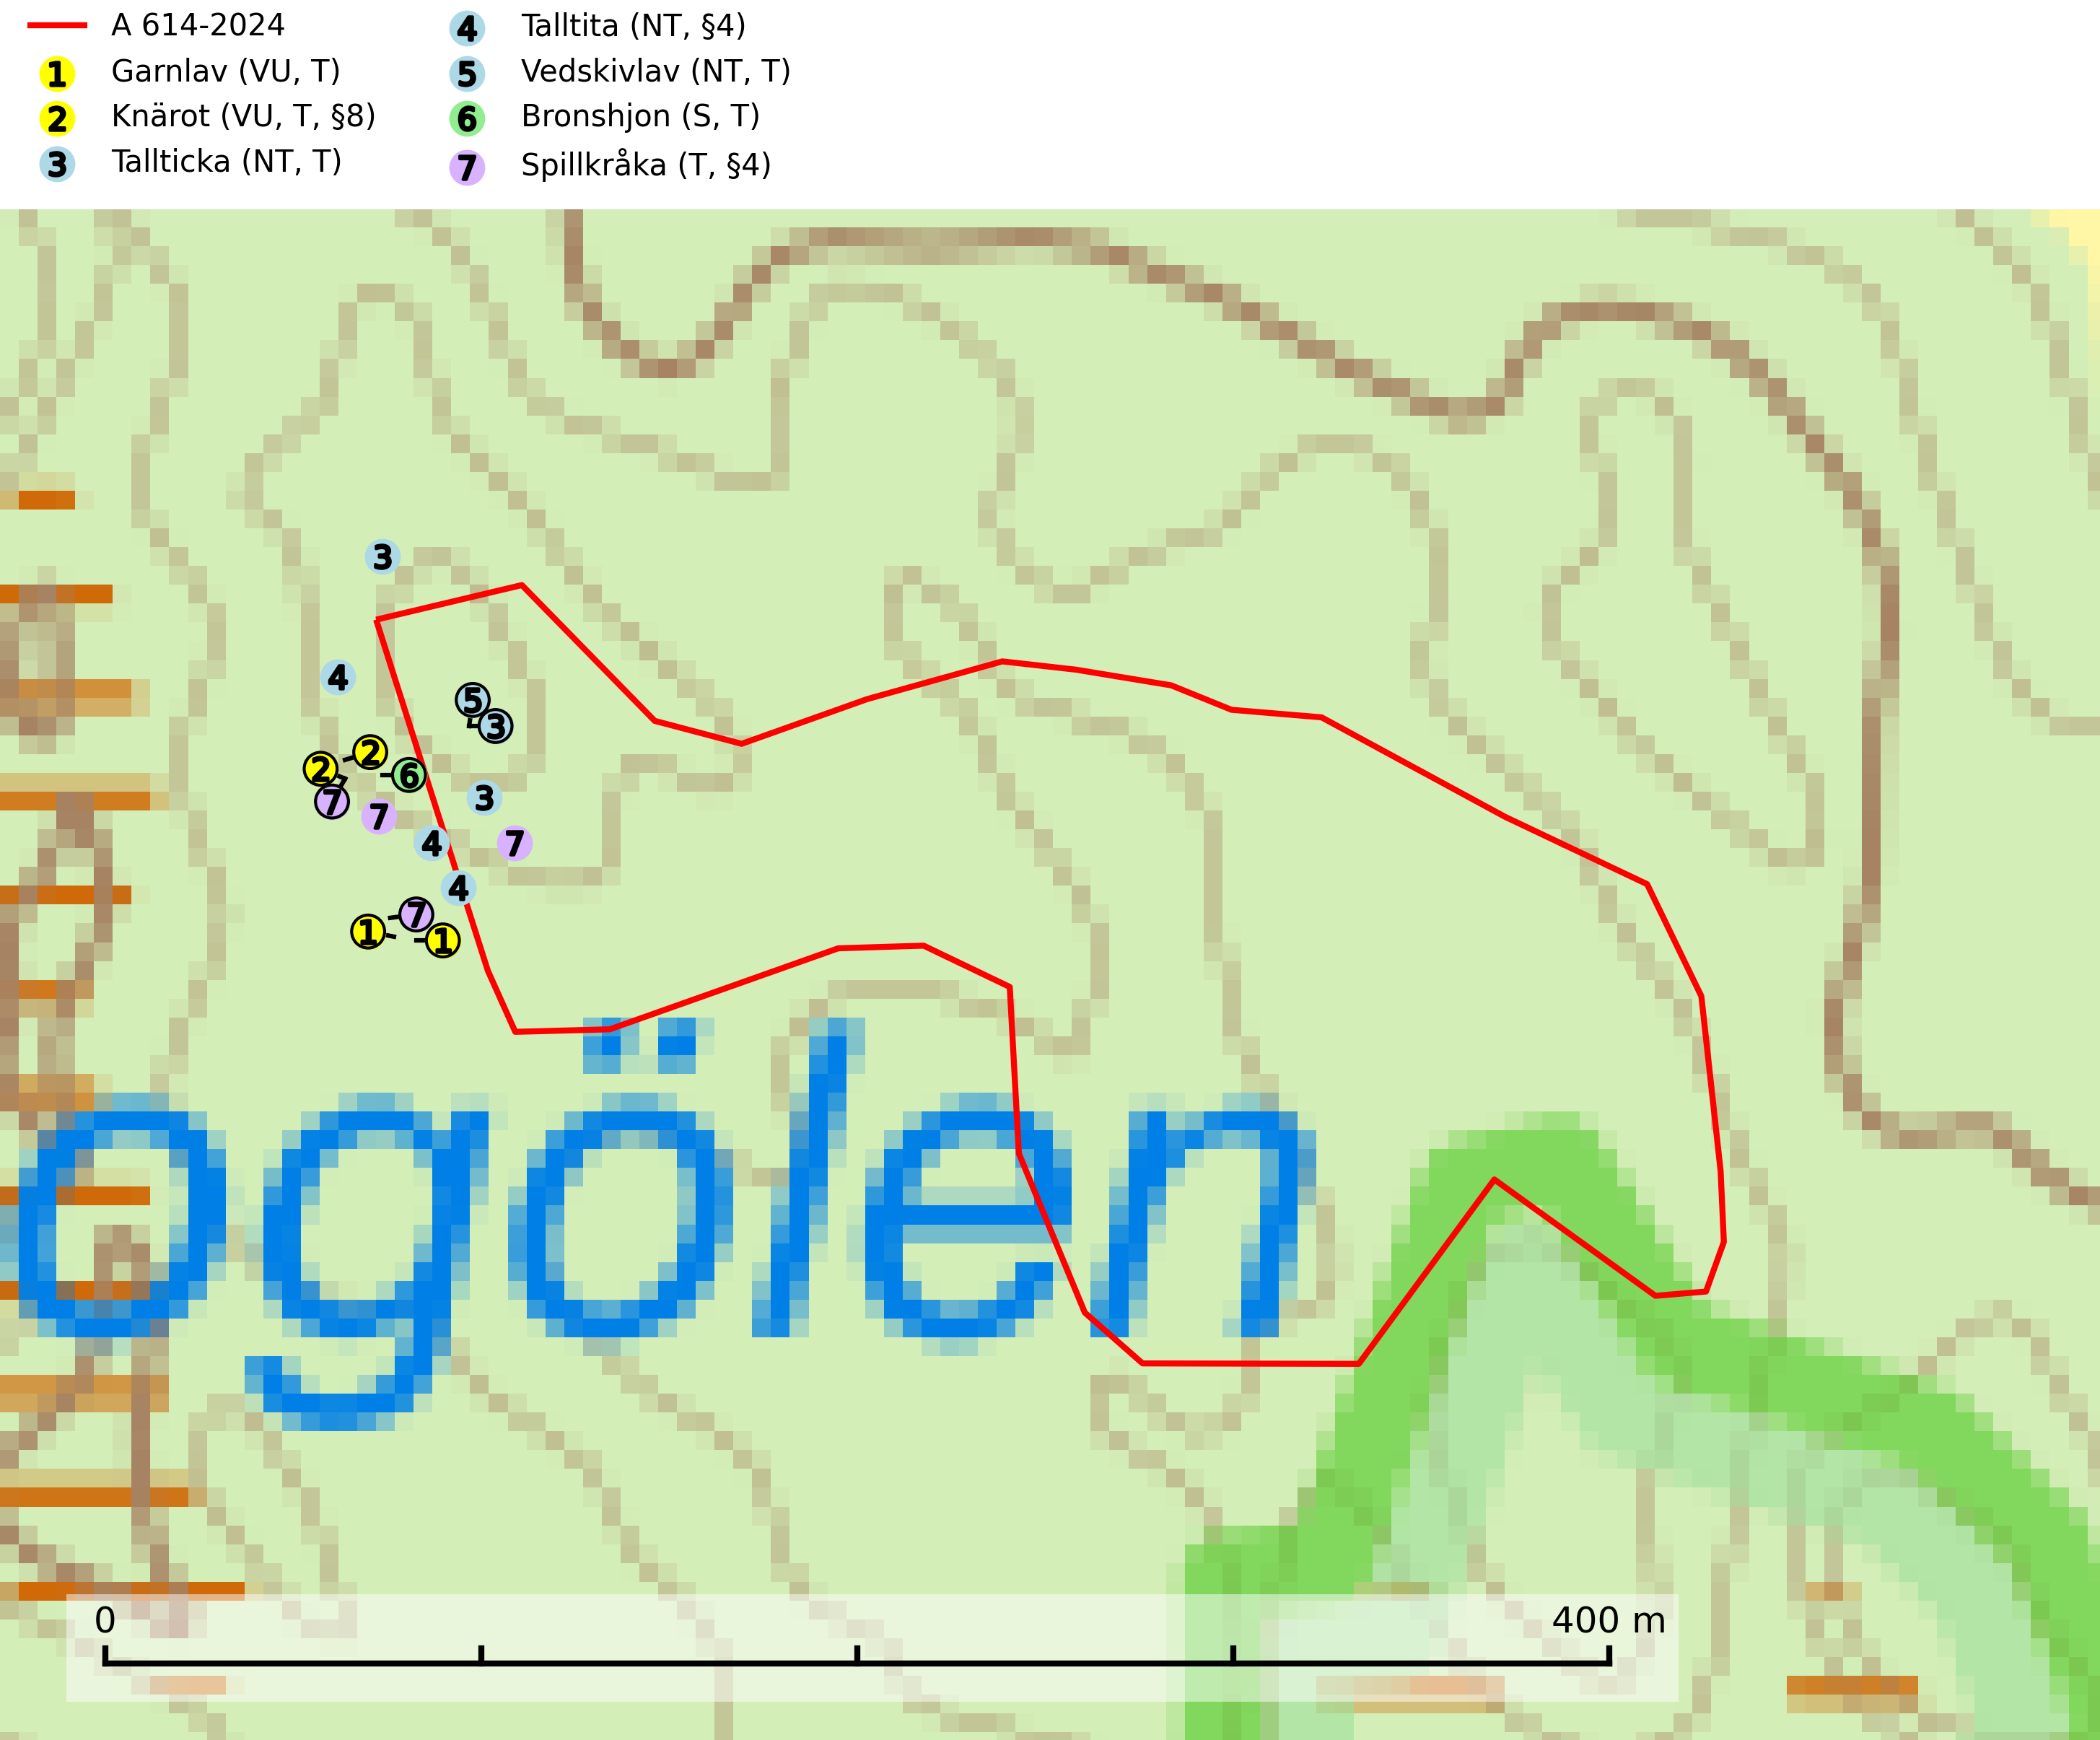 A 614-2024
1 Garnlav (VU, T)
2 Knärot (VU, T, §8)
3 Tallticka (NT, T)
4 Talltita (NT, §4)
5 Vedskivlav (NT, T)
6 Bronshjon (S, T)
7 Spillkråka (T, §4)
3
4
5
3
2
2
6
7
7
3
4
7
4
7
1
1
ogölen
0 400 m